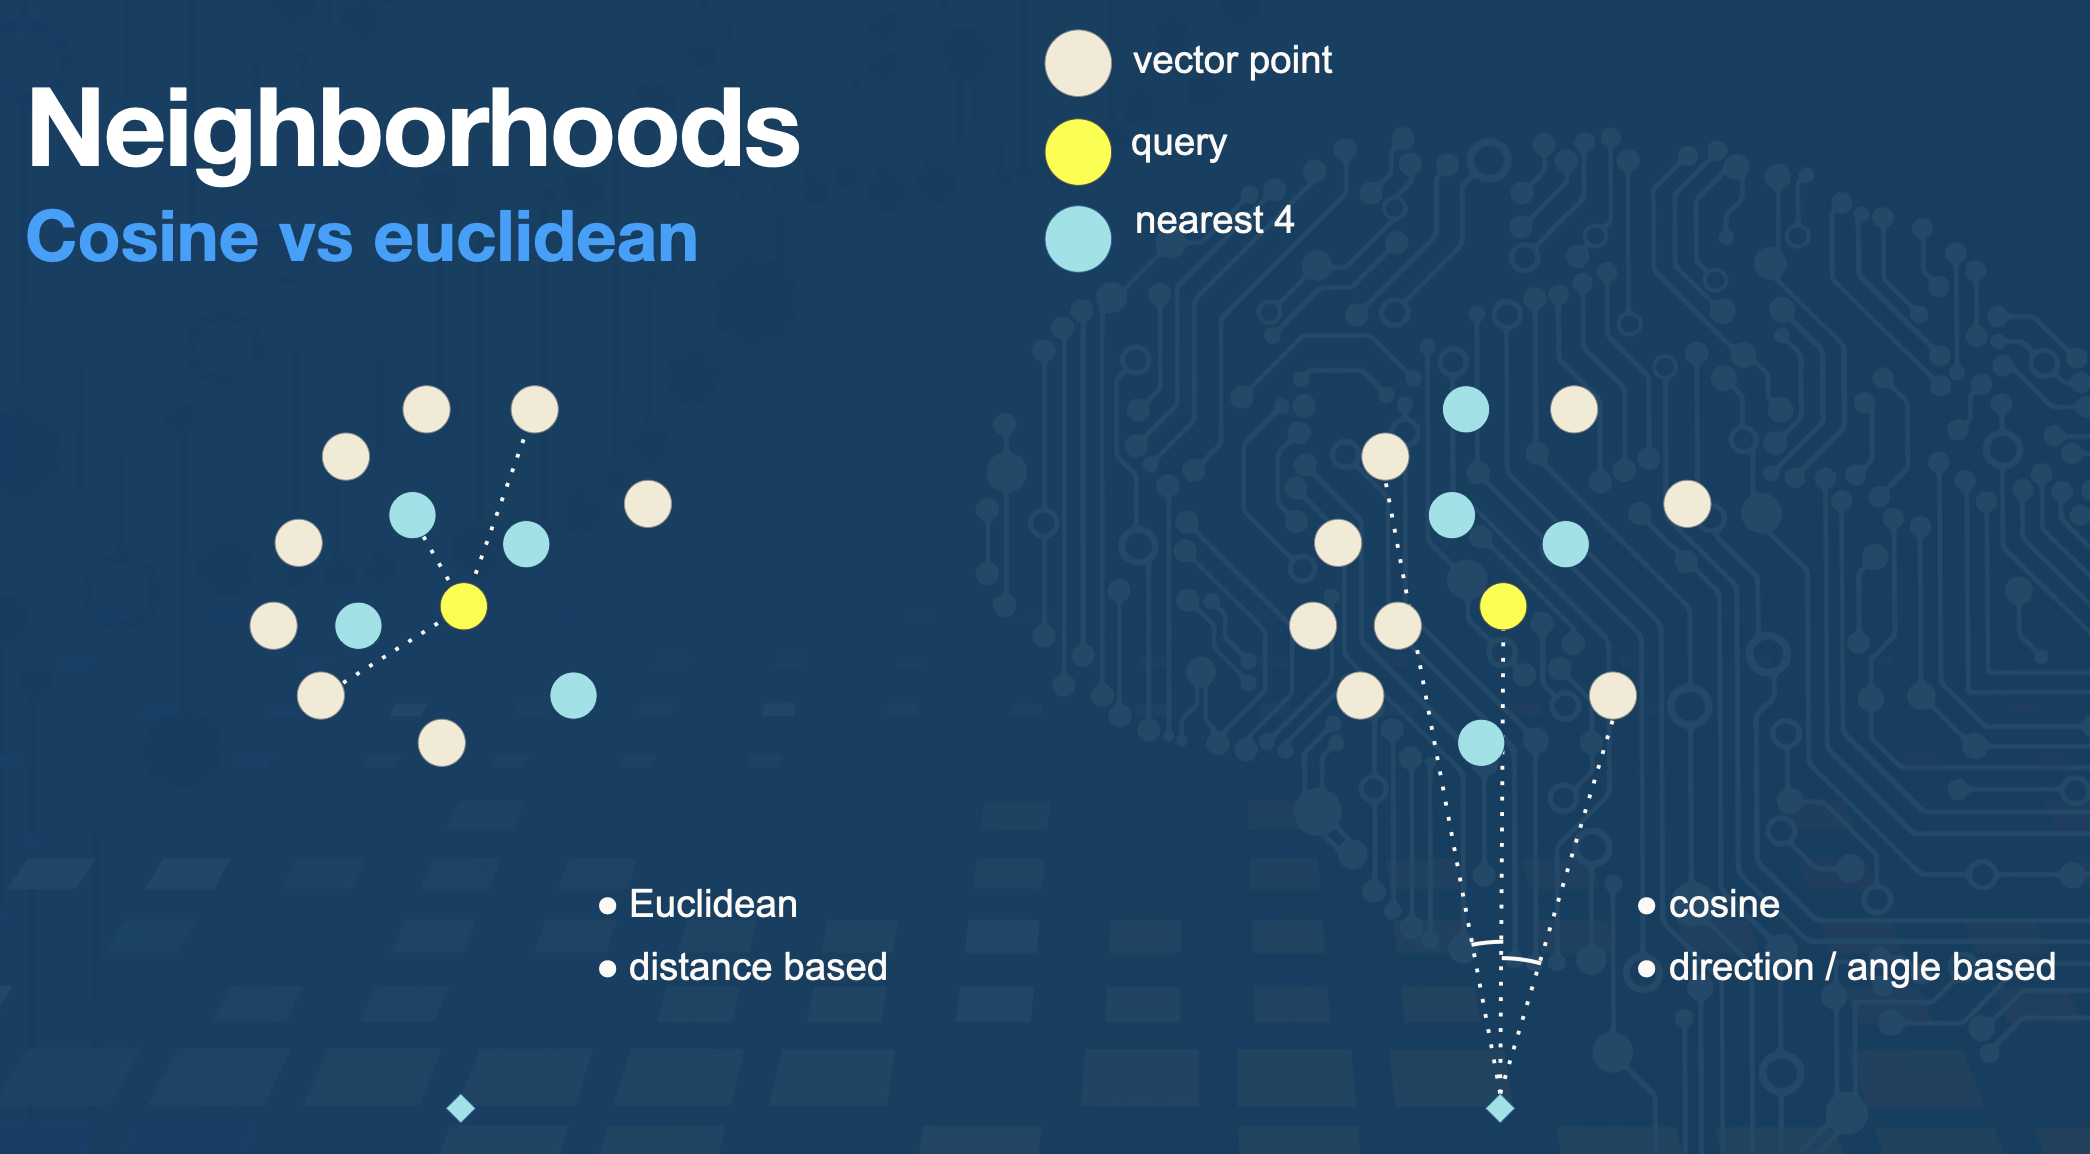 Neighborhoods
Cosine vs euclidean
vector point
query
nearest 4
Euclidean
distance based
cosine
direction / angle based